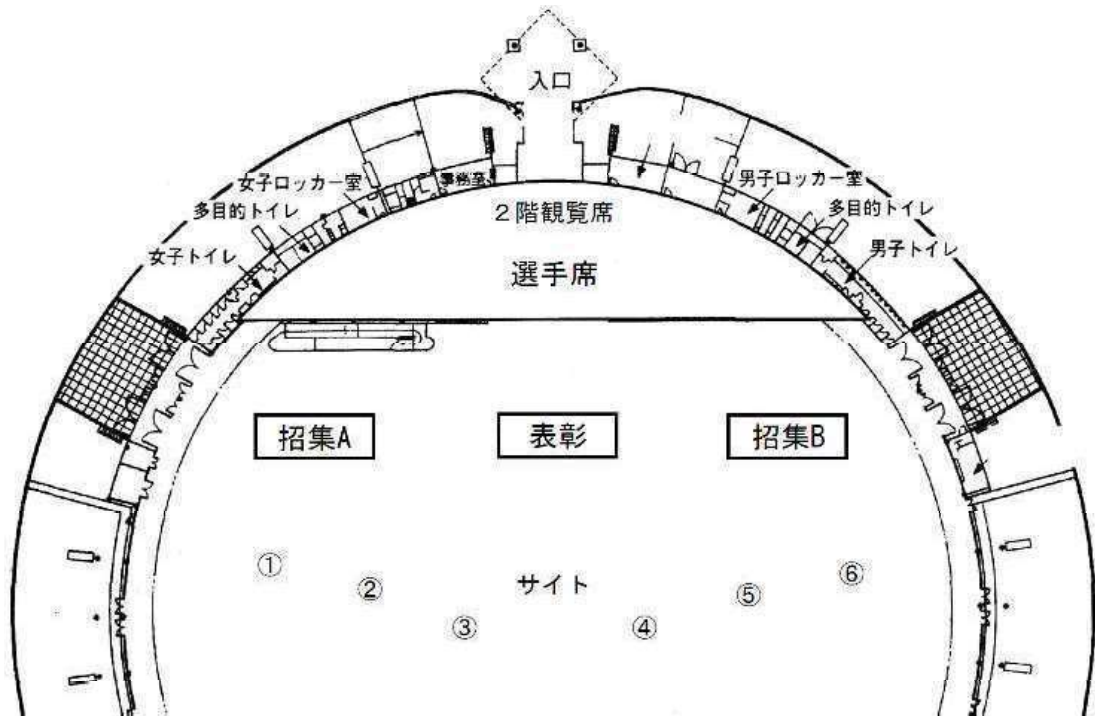 入口
女子ロッカー室
事務室
男子ロッカー室
多目的トイレ
多目的トイレ
2階観覧席
女子トイレ
男子トイレ
選手席
招集A
表彰
招集B
①
⑥
②
サイト
⑤
③
④